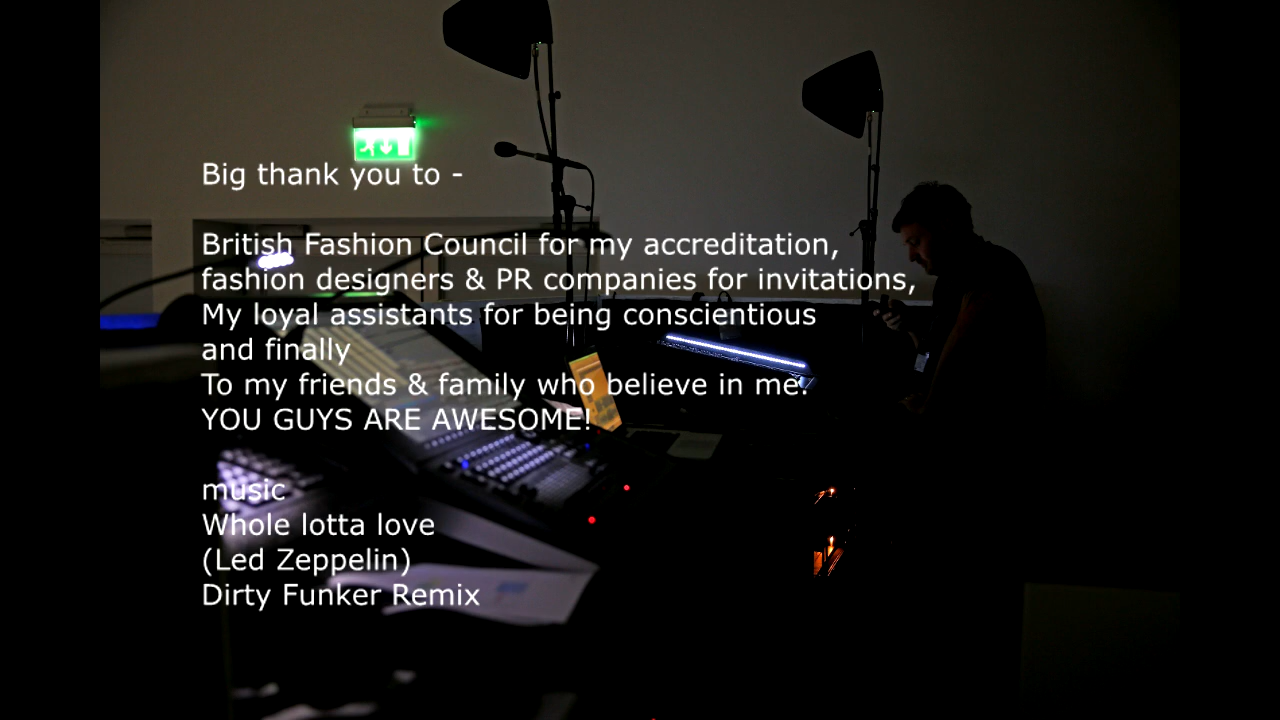 Big thank you to -
British Fashion Council for my accreditation,
fashion designers & PR companies for invitations,
My loyal assistants for being conscientious
and finally
To my friends & family who believe in me.
YOU GUYS ARE AWESOME!
music
Whole lotta love
(Led Zeppelin)
Dirty Funker Remix